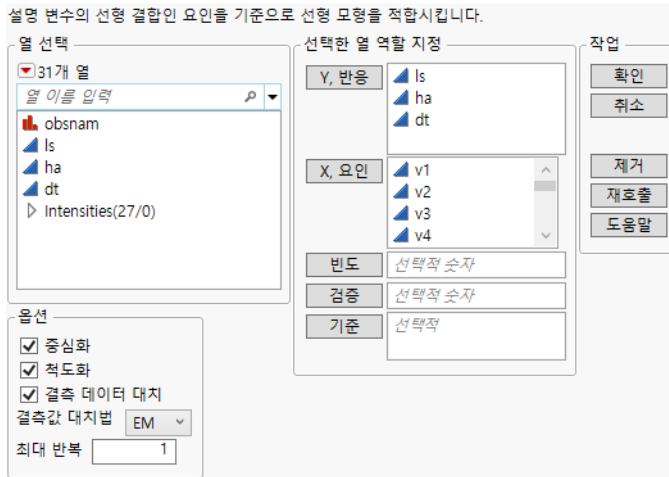 설명 변수의 선형 결합인 요인을 기준으로 선형 모형을 적합시킵니다.
열 선택
31개 열
열 이름 입력
obsnam
ls
ha
dt
Intensities(27/0)
옵션
중심화
척도화
결측 데이터 대치
결측값 대치법 EM
최대 반복 1
선택한 열 역할 지정
Y, 반응
ls
ha
dt
X, 요인
v1
v2
v3
v4
빈도 선택적 숫자
검증 선택적 숫자
기준 선택적
작업
확인
취소
제거
재호출
도움말